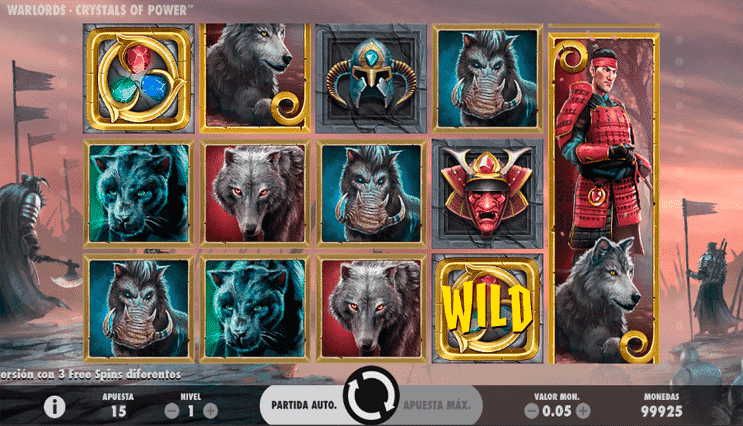 WARLORDS - CRYSTALS OF POWER™
WILD
ersión con 3 Free Spins diferentes
i
APUESTA
15
NIVEL
1
PARTIDA AUTO.
APUESTA MÁX.
VALOR MON.
0.05
MONEDAS
99925